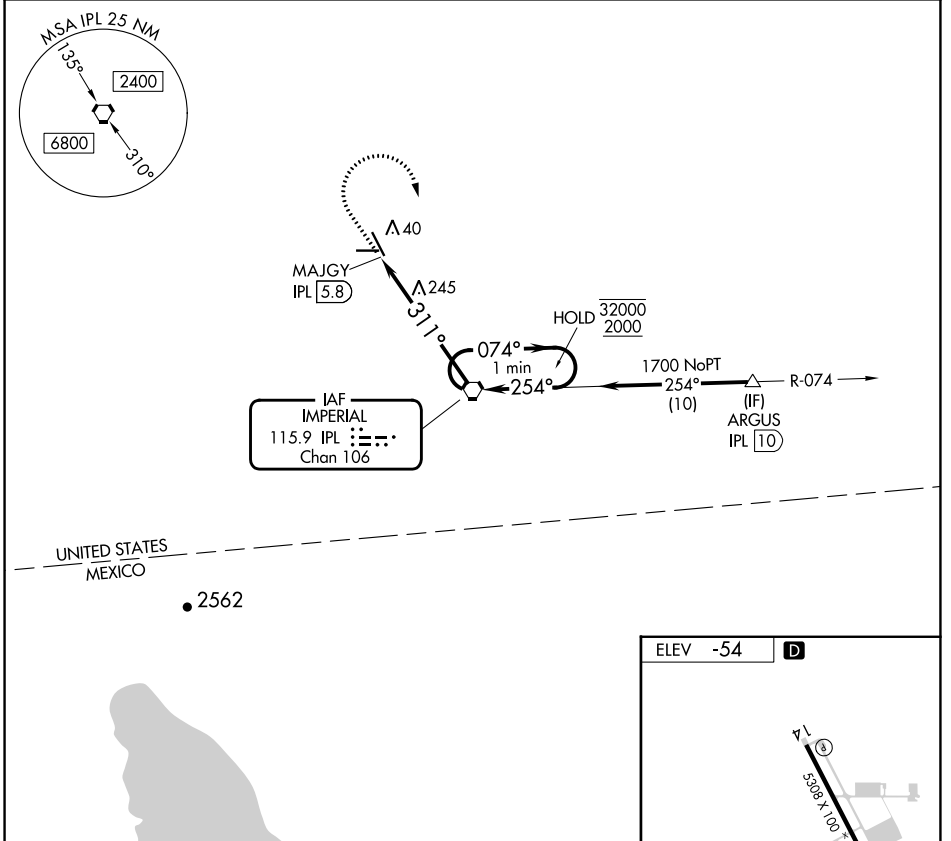 MSA IPL 25 NM
135°
2400
6800
310°
40
MAJGY
IPL 5.8
245
311°
HOLD 32000
2000
074°
1 min
254°
1700 NoPT
254°
(10)
R-074
(IF)
ARGUS
IPL 10
IAF
IMPERIAL
115.9 IPL
Chan 106
UNITED STATES
MEXICO
2562
ELEV -54
D
14
P
5308 X 100